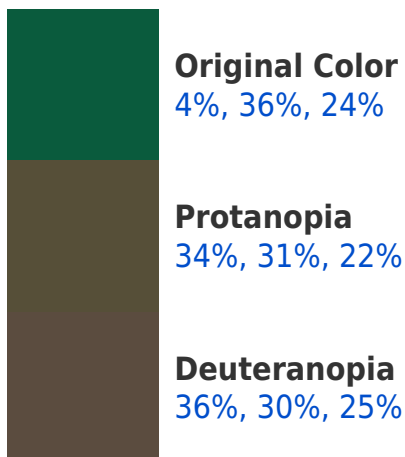 Original Color
4%, 36%, 24%
Protanopia
34%, 31%, 22%
Deuteranopia
36%, 30%, 25%